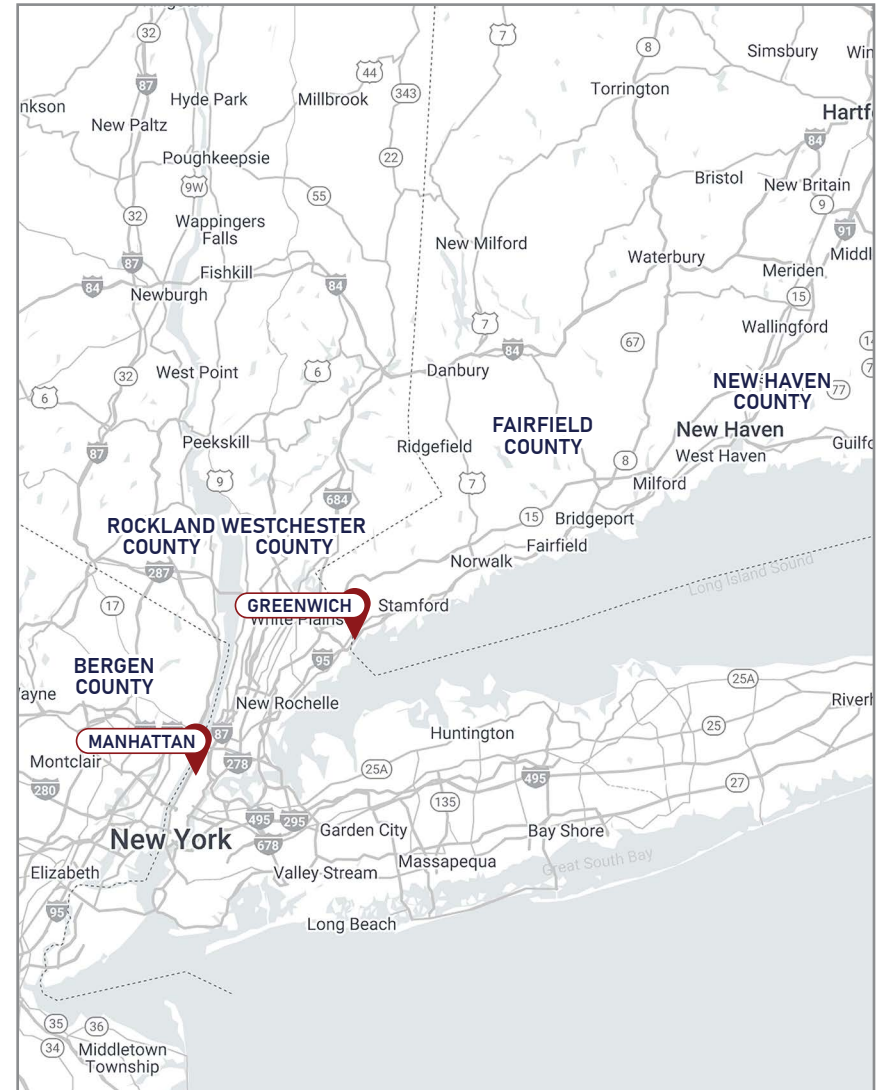 32
7
8
Simsbury
Win
44
87
Hyde Park
Millbrook
343
Torrington
nkson
New Paltz
Hartf
84
Poughkeepsie
22
9W
55
Bristol
New Britain
9
32
Wappingers
Falls
91
New Milford
Waterbury
Middl
87
Fishkill
Meriden
84
84
Newburgh
15
7
Wallingford
67
84
West Point
6
Danbury
32
6
NEW HAVEN
COUNTY
77
FAIRFIELD
COUNTY
New Haven
Peekskill
Ridgefield
Guilfo
87
West Haven
8
9
7
Milford
684
ROCKLAND
COUNTY
WESTCHESTER
COUNTY
15
Bridgeport
Fairfield
Norwalk
287
Long Island Sound
17
GREENWICH
Stamford
White Plains
95
BERGEN
COUNTY
25A
ayne
New Rochelle
Riverh
87
25
MANHATTAN
Huntington
Montclair
278
25A
495
27
280
135
495
295
Garden City
Bay Shore
New York
678
Massapequa
Great South Bay
Elizabeth
Valley Stream
95
Long Beach
35
36
34
Middletown
Township